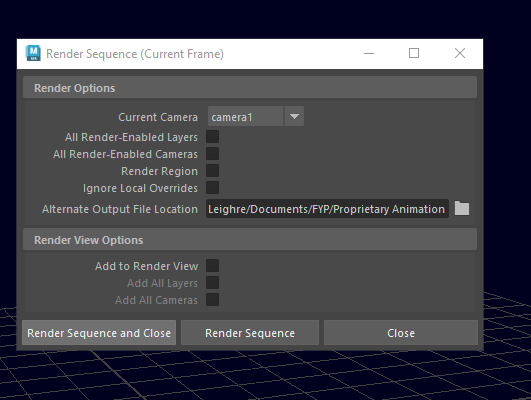 M
Render Sequence (Current Frame)
Render Options
Current Camera camera1
All Render-Enabled Layers
All Render-Enabled Cameras
Render Region
Ignore Local Overrides
Alternate Output File Location Leighre/Documents/FYP/Proprietary Animation
Render View Options
Add to Render View
Add All Layers
Add All Cameras
Render Sequence and Close Render Sequence Close